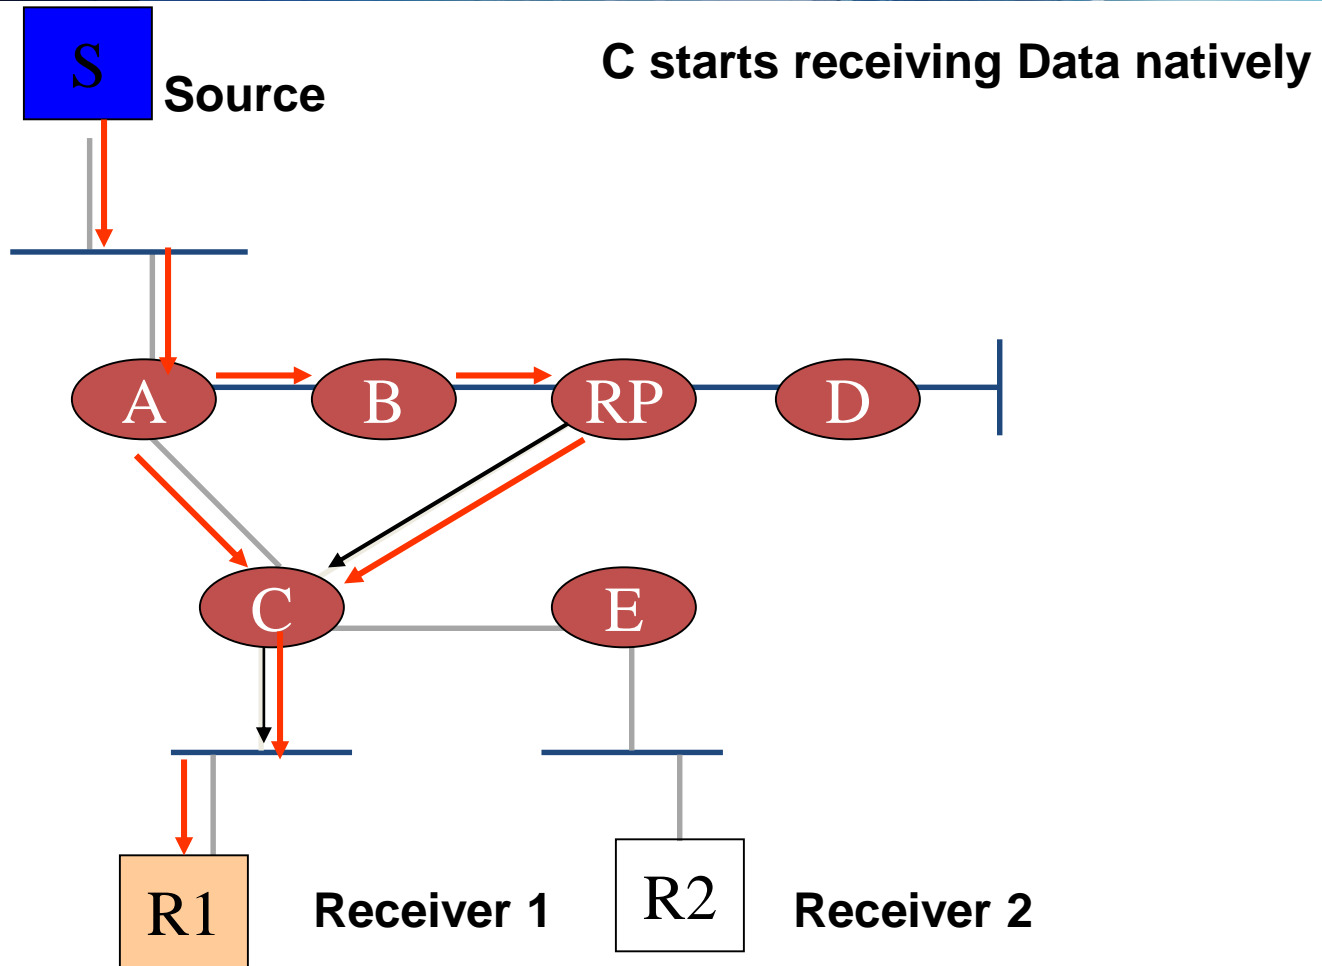 S
Source
C starts receiving Data natively
A
B
RP
D
C
E
R1
Receiver 1
R2
Receiver 2